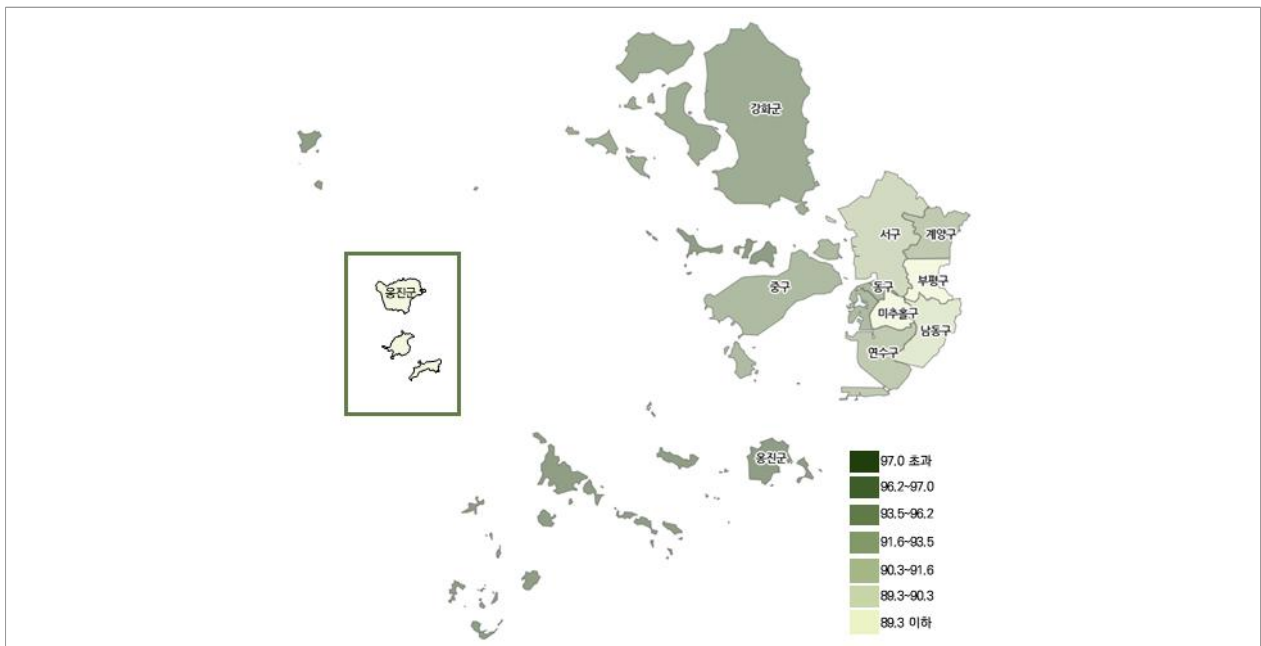 강화군
서구
계양구
옹진군
중구
동구
부평구
미추홀구
남동구
연수구
옹진군
97.0 초과
96.2~97.0
93.5~96.2
91.6~93.5
90.3~91.6
89.3~90.3
89.3 이하